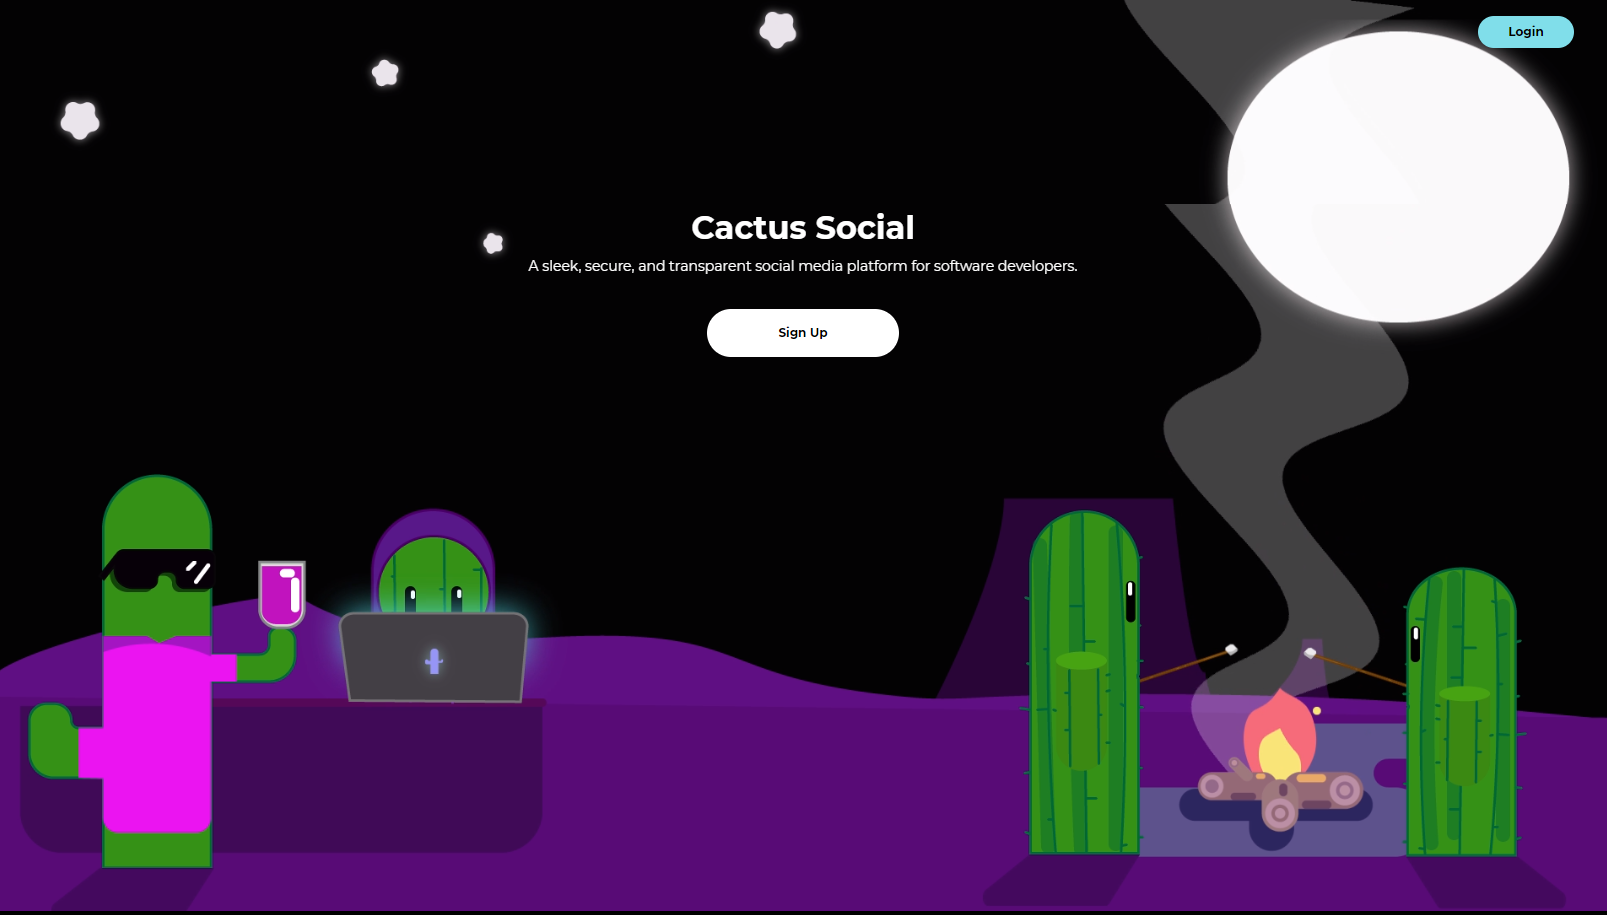 Login
Cactus Social
A sleek, secure, and transparent social media platform for software developers.
Sign Up